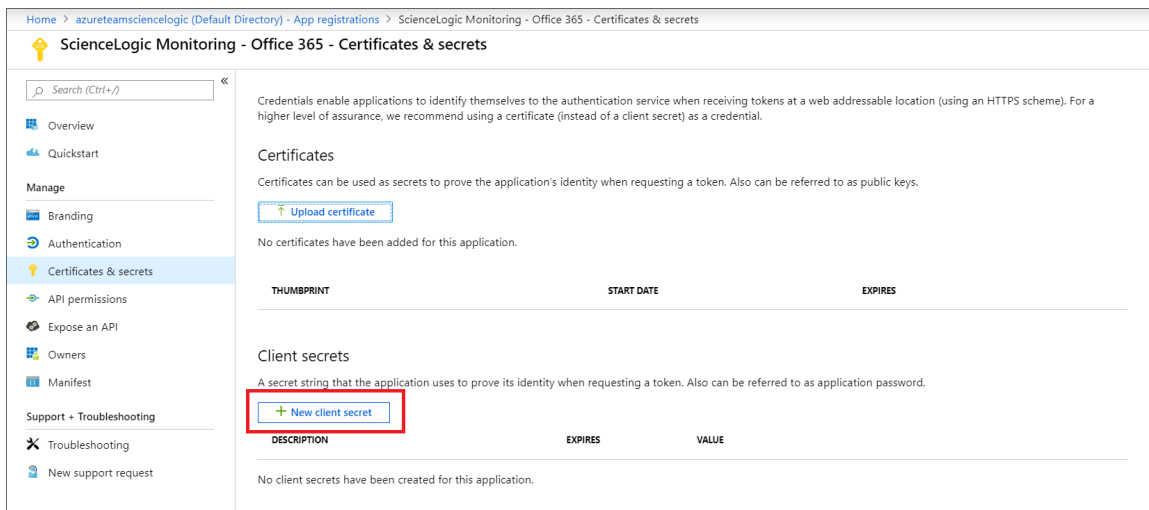 Home > azureteamsciencelogic (Default Directory) - App registrations > ScienceLogic Monitoring - Office 365 - Certificates & secrets
ScienceLogic Monitoring - Office 365 - Certificates & secrets
Search (Ctrl+/)
«
Overview
Quickstart
Manage
Branding
Authentication
Certificates & secrets
API permissions
Expose an API
Owners
Manifest
Support + Troubleshooting
Troubleshooting
New support request
Credentials enable applications to identify themselves to the authentication service when receiving tokens at a web addressable location (using an HTTPS scheme). For a
higher level of assurance, we recommend using a certificate (instead of a client secret) as a credential.
Certificates
Certificates can be used as secrets to prove the application's identity when requesting a token. Also can be referred to as public keys.
Upload certificate
No certificates have been added for this application.
THUMBPRINT START DATE EXPIRES
Client secrets
A secret string that the application uses to prove its identity when requesting a token. Also can be referred to as application password.
+ New client secret
DESCRIPTION EXPIRES VALUE
No client secrets have been created for this application.